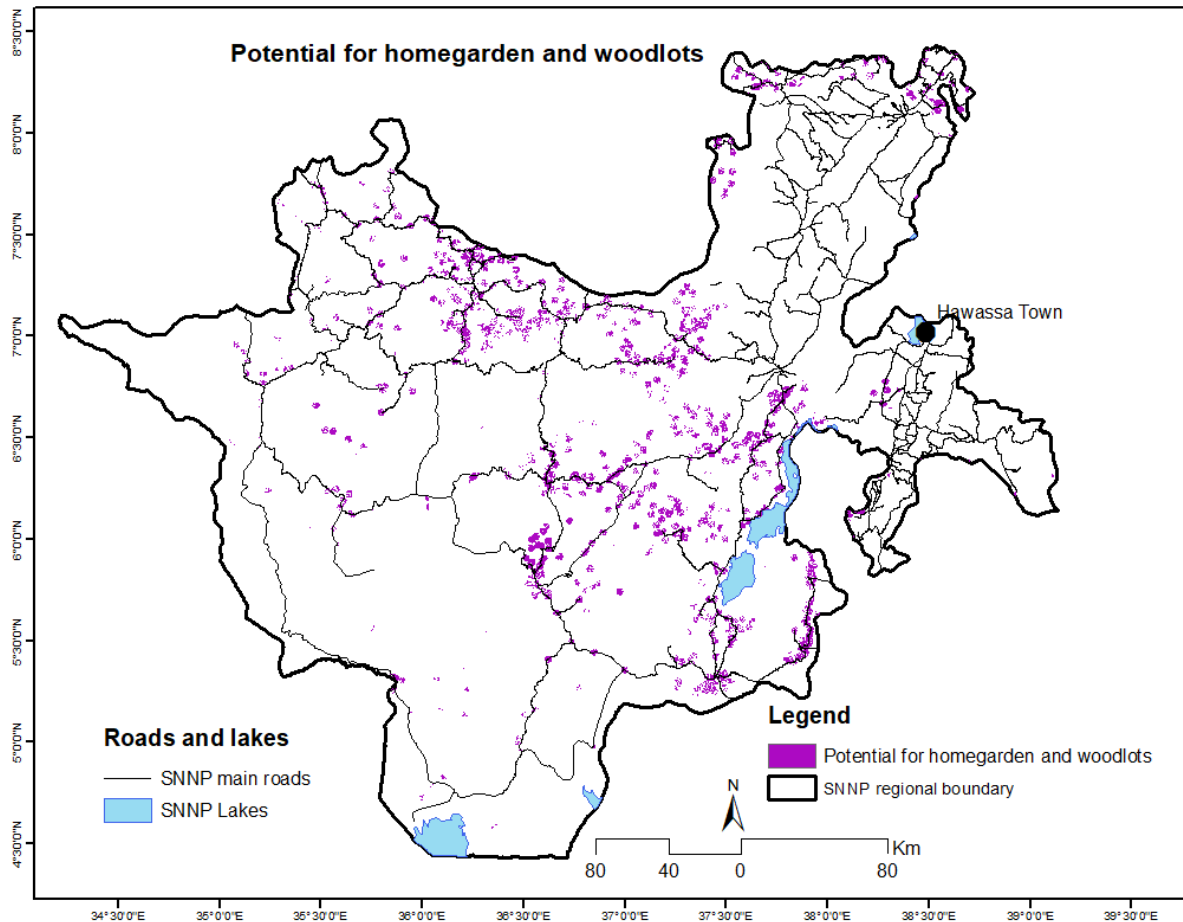 Potential for homegarden and woodlots
Hawassa Town
Roads and lakes
SNNP main roads
SNNP Lakes
Legend
Potential for homegarden and woodlots
SNNP regional boundary
N
Km
80 40 0 80
8°30'0"N
8°0'0"N
7°30'0"N
7°0'0"N
6°30'0"N
6°0'0"N
5°30'0"N
5°0'0"N
4°30'0"N
34°30'0"E
35°0'0"E
35°30'0"E
36°0'0"E
36°30'0"E
37°0'0"E
37°30'0"E
38°0'0"E
38°30'0"E
39°0'0"E
39°30'0"E